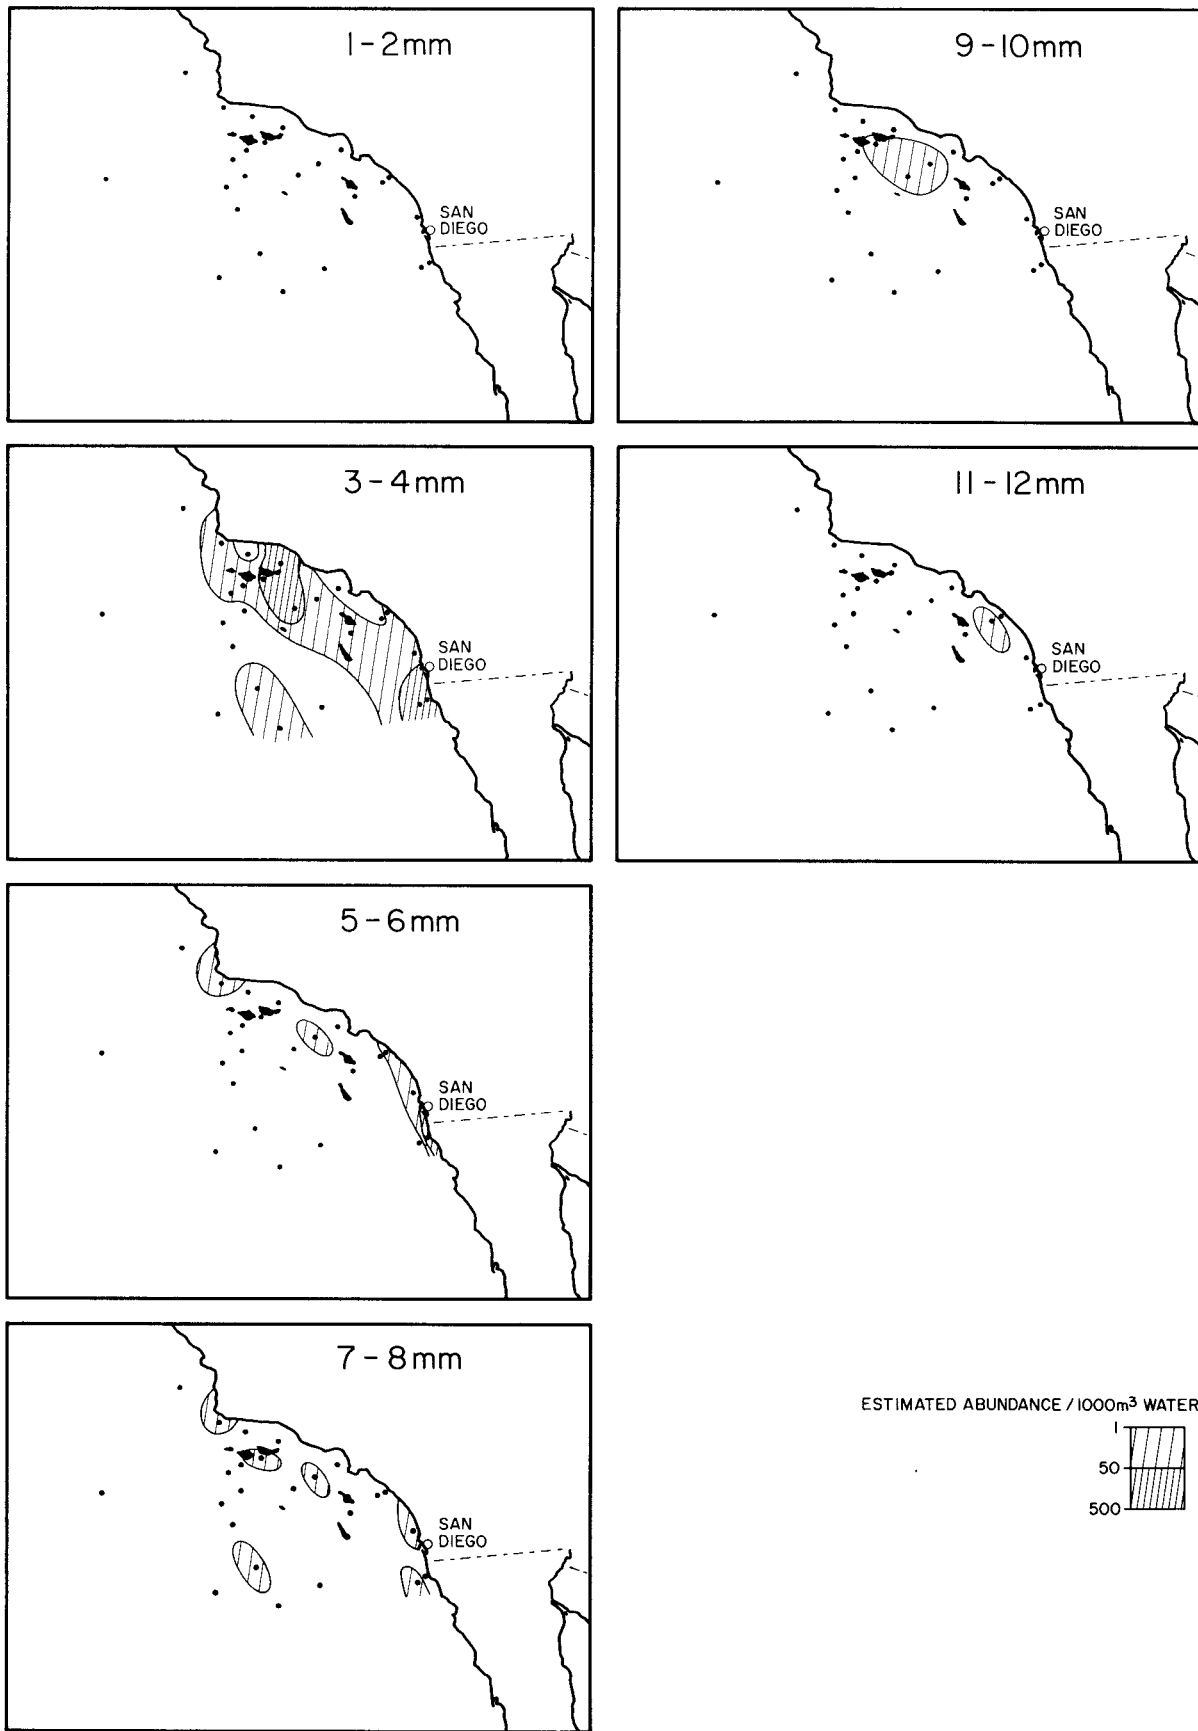 1-2mm
SAN
DIEGO
3-4mm
SAN
DIEGO
5-6mm
SAN
DIEGO
7-8mm
SAN
DIEGO
9-10mm
SAN
DIEGO
11-12mm
SAN
DIEGO
ESTIMATED ABUNDANCE / 1000m³ WATER
1
50
500